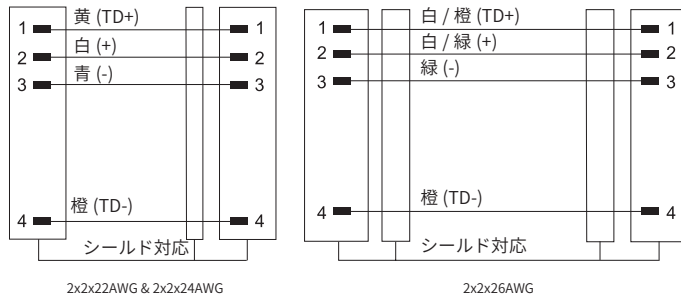 黄 (TD+)
1 1
白 (+)
2 2
青 (-)
3 3
橙 (TD-)
4 4
シールド対応
2x2x22AWG & 2x2x24AWG
白 / 橙 (TD+)
1 1
白 / 緑 (+)
2 2
緑 (-)
3 3
橙 (TD-)
4 4
シールド対応
2x2x26AWG